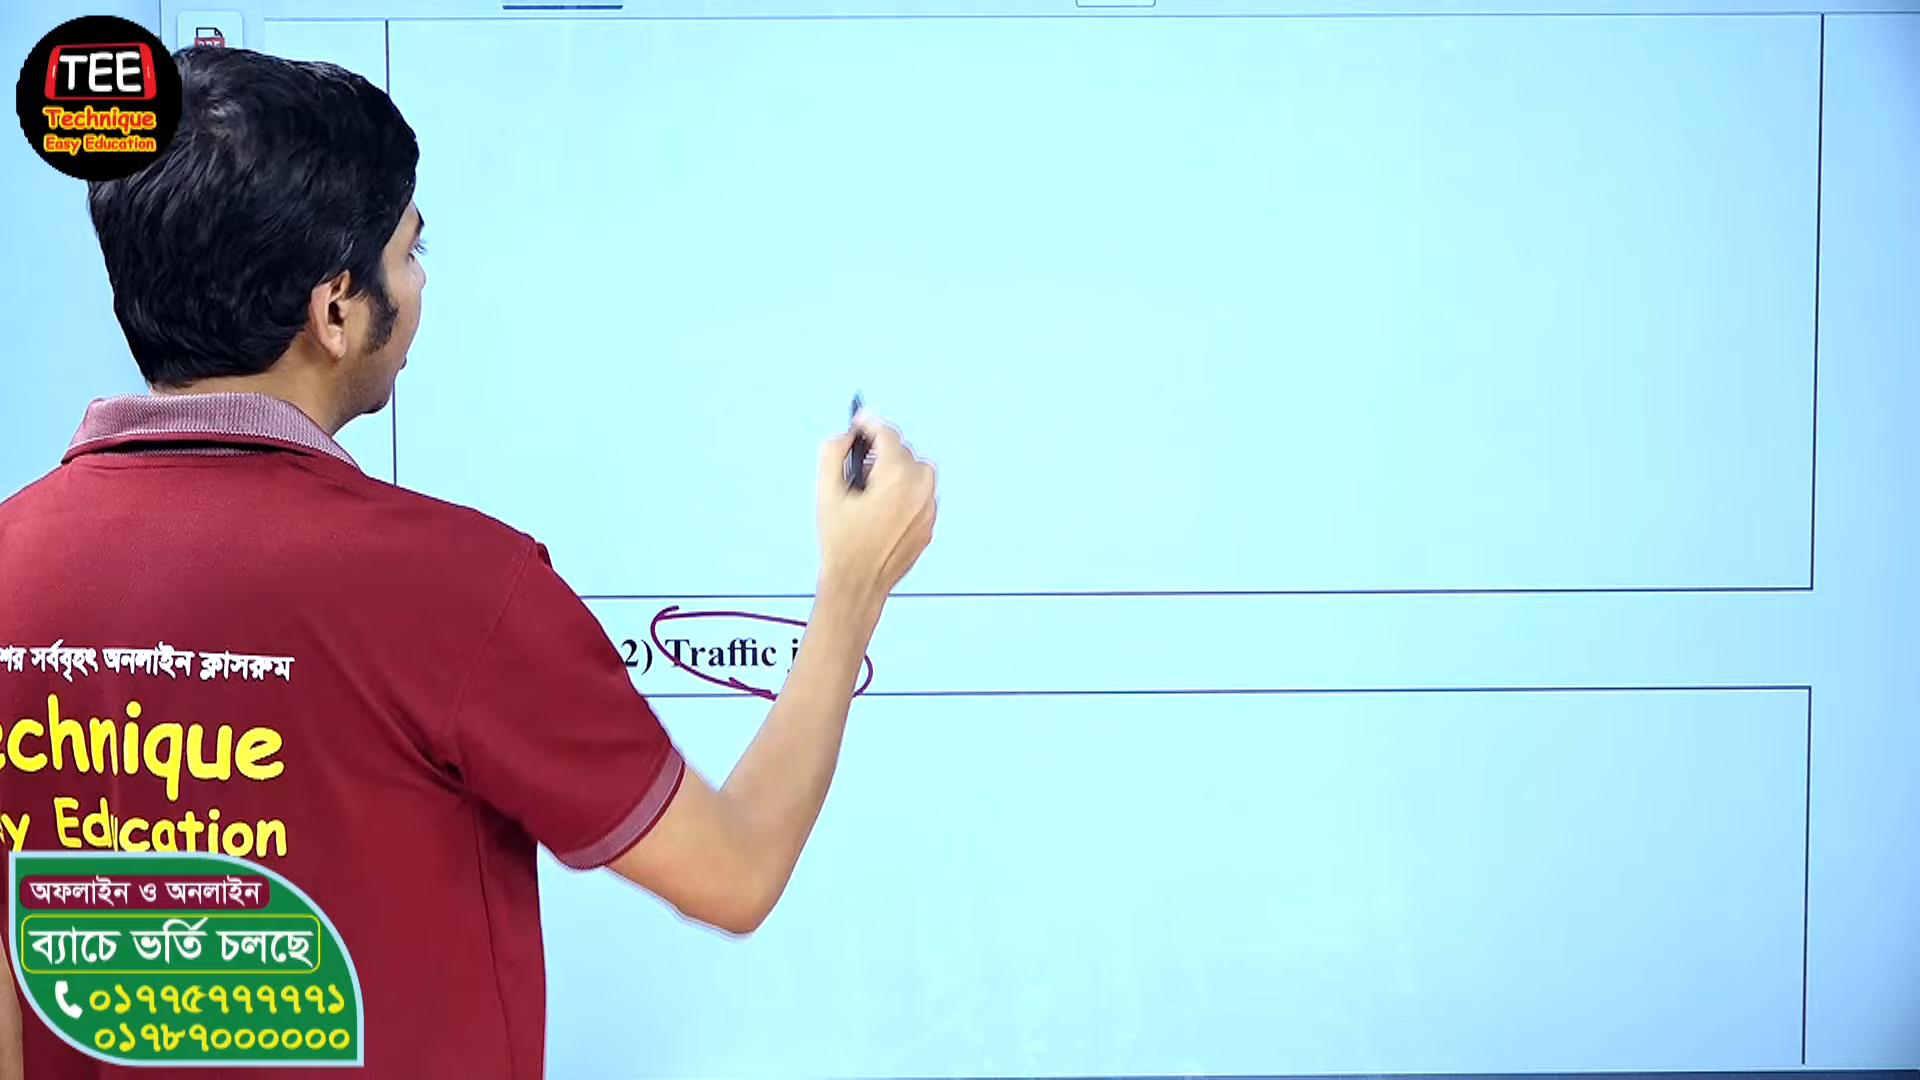 TEE
Technique
Easy Education
2) Traffic
সর্ববৃহৎ অনলাইন ক্লাসরুম
echnique
Education
অফলাইন ও অনলাইন
ব্যাচে ভর্তি চলছে
০১৭৭৫৭৭৭৭৭১
০১৭৮৭০০০০০০